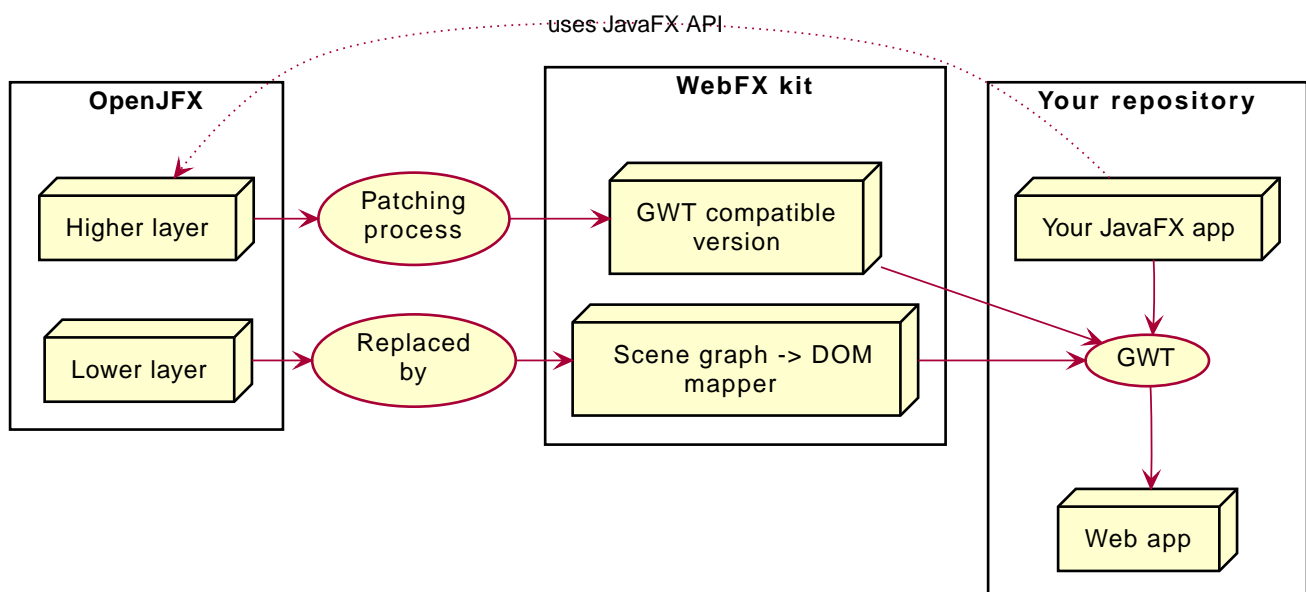 uses JavaFX API
OpenJFX
WebFX kit
Your repository
Higher layer
Patching
process
GWT compatible
version
Your JavaFX app
Lower layer
Replaced
by
Scene graph -> DOM
mapper
GWT
Web app